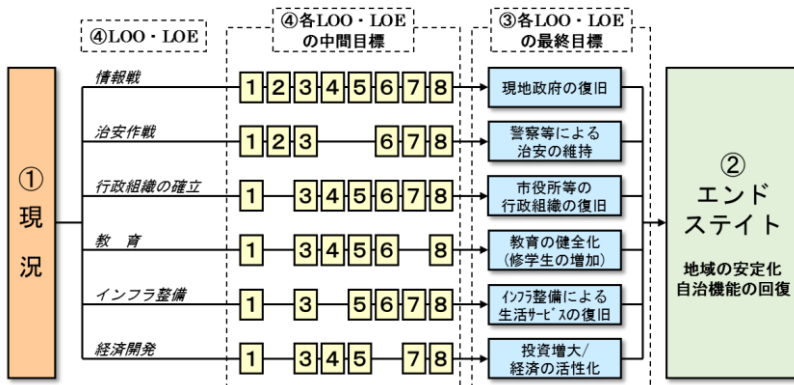 ④LOO・LOE
④各LOO・LOE
の中間目標
③各LOO・LOE
の最終目標
①
現
況
情報戦
1 2 3 4 5 6 7 8
現地政府の復旧
治安作戦
1 2 3 6 7 8
警察等による
治安の維持
行政組織の確立
1 3 4 5 6 7 8
市役所等の
行政組織の復旧
教 育
1 3 4 5 6 8
教育の健全化
(修学生の増加)
インフラ整備
1 3 5 6 7 8
インフラ整備による
生活サービスの復旧
経済開発
1 3 4 5 7 8
投資増大/
経済の活性化
②
エンド
ステイト
地域の安定化
自治機能の回復